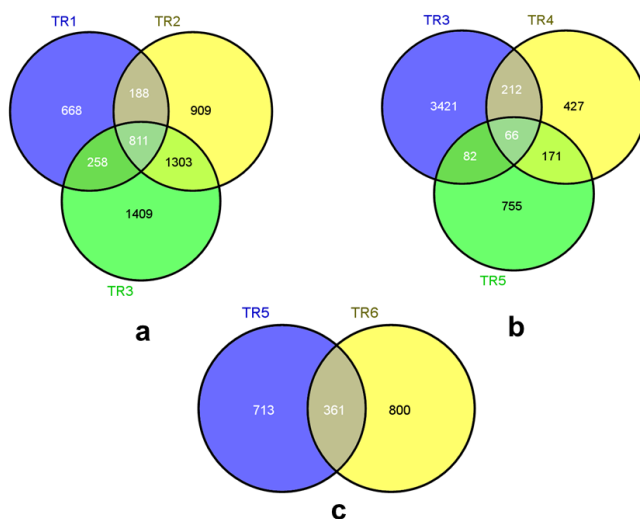 TR1 TR2
668 188 909
811
258 1303
1409
TR3
a
TR3 TR4
3421 212 427
66
82 171
755
TR5
b
TR5 TR6
713 361 800
c